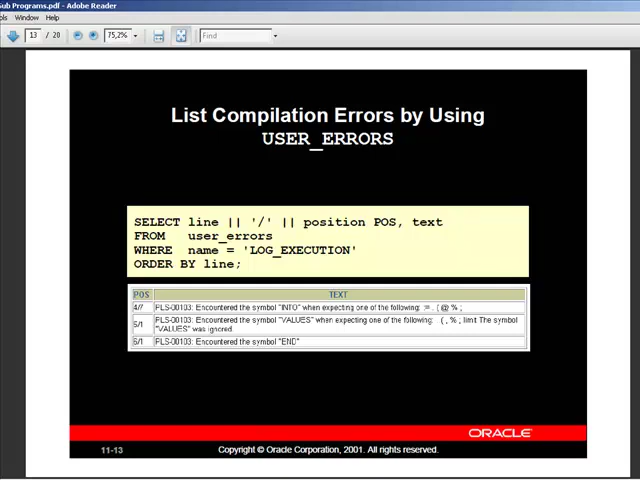 Sub Programs.pdf - Adobe Reader
ols Window Help
13 / 28 75,2% Find
List Compilation Errors by Using
USER_ERRORS
SELECT line || '/' || position POS, text
FROM user_errors
WHERE name = 'LOG_EXECUTION'
ORDER BY line;
POS TEXT
4/7 PLS-00103: Encountered the symbol "INTO" when expecting one of the following: := . ( @ % ;
5/1 PLS-00103: Encountered the symbol "VALUES" when expecting one of the following: . ( , % ; limit The symbol
"VALUES" was ignored.
6/1 PLS-00103: Encountered the symbol "END"
ORACLE
11-13 Copyright © Oracle Corporation, 2001. All rights reserved.